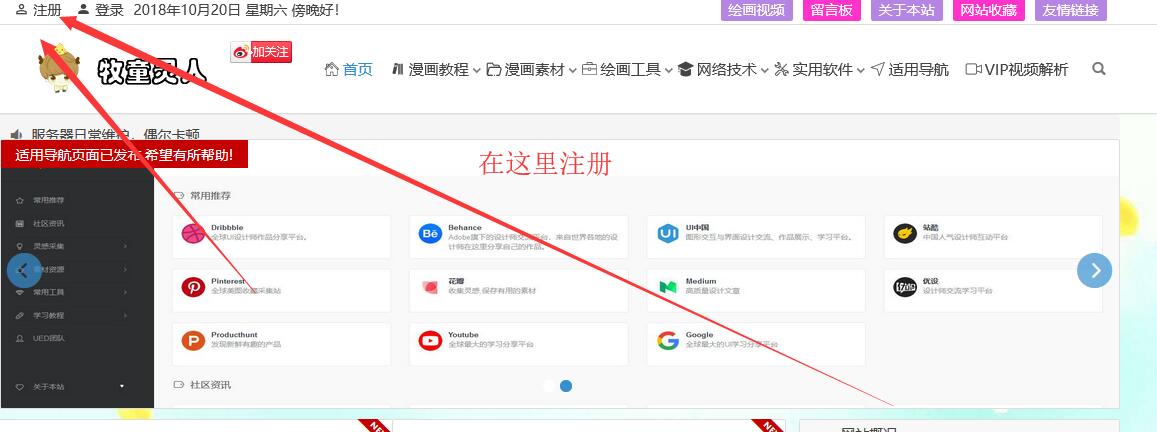 注册 登录 2018年10月20日 星期六 傍晚好！
绘画视频 留言板 关于本站 网站收藏 友情链接
牧童灵人
加关注
首页 漫画教程 漫画素材 绘画工具 网络技术 实用软件 适用导航 VIP视频解析
服务器日常维护，偶尔卡顿
适用导航页面已发布 希望有所帮助!
在这里注册
常用推荐
社区资讯
灵感采集
素材资源
常用工具
学习教程
UED团队
关于本站
常用推荐
Dribbble
全球UI设计师作品分享平台。
Behance
Adobe旗下的设计师交流平台，来自世界各地的设
计师在这里分享自己的作品。
UI中国
图形交互与界面设计交流、作品展示、学习平台。
站酷
中国人气设计师互动平台
Pinterest
全球美图收藏采集站
花瓣
收集灵感,保存有用的素材
Medium
高质量设计文章
优设
设计师交流学习平台
Producthunt
发现新鲜有趣的产品
Youtube
全球最大的学习分享平台
Google
全球最大的UI学习分享平台
社区资讯
NEW
NEW
网站概况